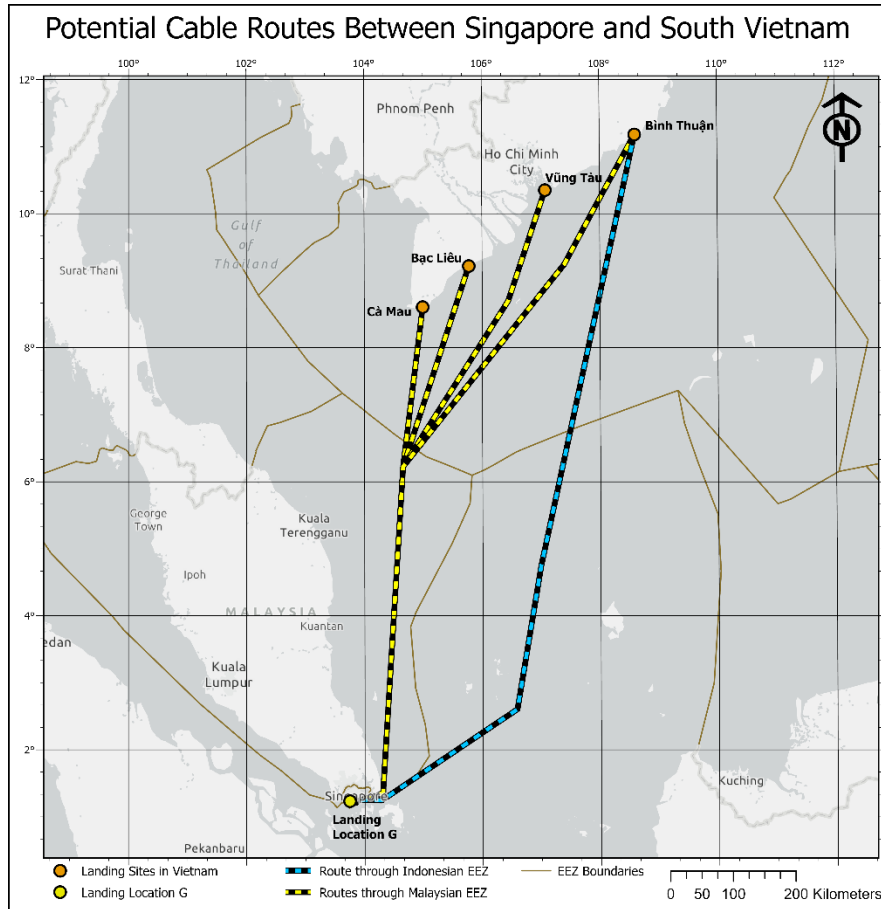 Potential Cable Routes Between Singapore and South Vietnam
100° 102° 104° 106° 108° 110° 112°
12°
Phnom Penh
Bình Thuận
N
Ho Chi Minh
City
Vũng Tàu
10°
Gulf
of
Thailand
Bạc Liêu
Surat Thani
Cà Mau
8°
6°
George
Town
Kuala
Terengganu
Ipoh
4°
MALAYSIA
Kuantan
edan
Kuala
Lumpur
2°
Kuching
Singapore
Landing
Location G
Pekanbaru
Landing Sites in Vietnam
Route through Indonesian EEZ
EEZ Boundaries
Landing Location G
Routes through Malaysian EEZ
0 50 100 200 Kilometers